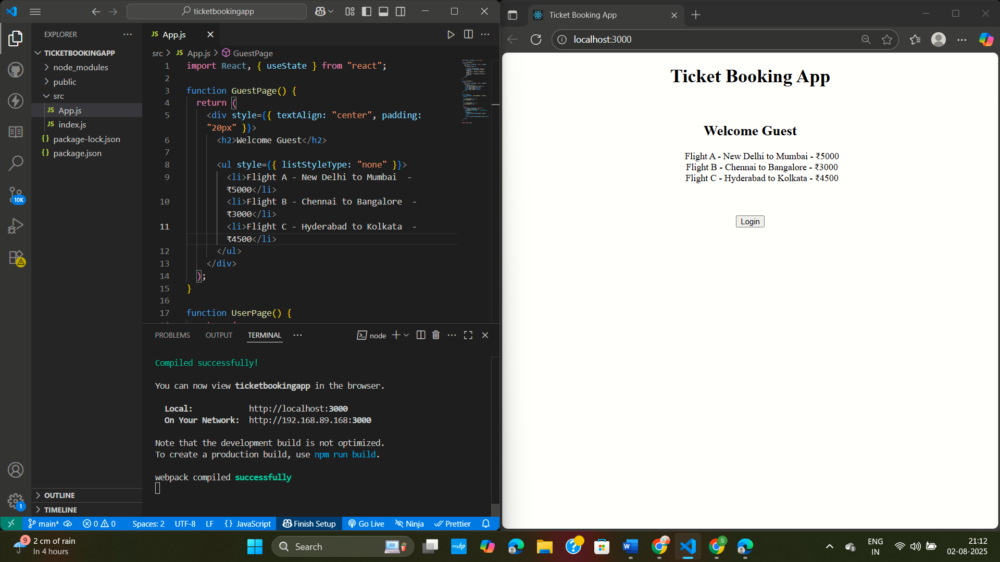 ticketbookingapp
EXPLORER
TICKETBOOKINGAPP
node_modules
public
src
JS App.js
JS index.js
{} package-lock.json
{} package.json
OUTLINE
TIMELINE
10K
1
JS App.js
src > JS App.js > GuestPage
1 import React, { useState } from "react";
2
3 function GuestPage() {
4 return (
5 <div style={{ textAlign: "center", padding:
"20px" }}>
6 <h2>Welcome Guest</h2>
7
8 <ul style={{ listStyleType: "none" }}>
9 <li>Flight A - New Delhi to Mumbai  -
₹5000</li>
10 <li>Flight B - Chennai to Bangalore  -
₹3000</li>
11 <li>Flight C - Hyderabad to Kolkata  -
₹4500</li>
12 </ul>
13 </div>
14 );
15 }
16
17 function UserPage() {
PROBLEMS OUTPUT TERMINAL
node
Compiled successfully!
You can now view ticketbookingapp in the browser.
Local: http://localhost:3000
On Your Network: http://192.168.89.168:3000
Note that the development build is not optimized.
To create a production build, use npm run build.
webpack compiled successfully
main* 0 0 Spaces: 2 UTF-8 LF {} JavaScript Finish Setup Go Live Ninja Prettier
Ticket Booking App
localhost:3000
Ticket Booking App
Welcome Guest
Flight A - New Delhi to Mumbai - ₹5000
Flight B - Chennai to Bangalore - ₹3000
Flight C - Hyderabad to Kolkata - ₹4500
Login
9
2 cm of rain
In 4 hours
Search
myhp
W
S
ENG
IN
21:12
02-08-2025